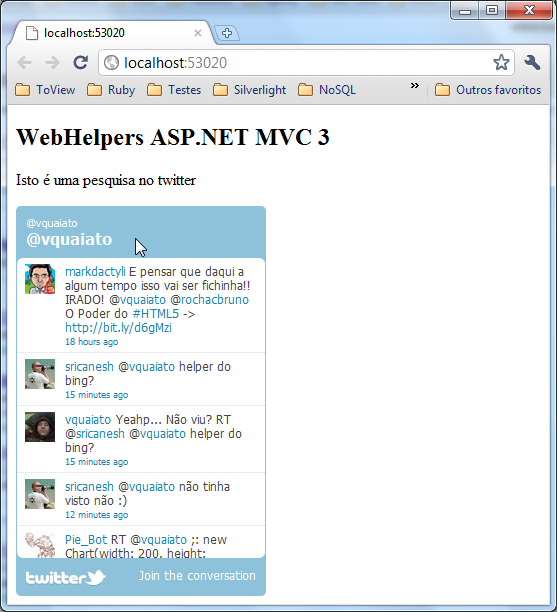 localhost:53020
localhost:53020
ToView
Ruby
Testes
Silverlight
NoSQL
»
Outros favoritos
WebHelpers ASP.NET MVC 3
Isto é uma pesquisa no twitter
@vquaiato
@vquaiato
markdactyli E pensar que daqui a
algum tempo isso vai ser fichinha!!
IRADO! @vquaiato @rochacbruno
O Poder do #HTML5 ->
http://bit.ly/d6gMzi
18 hours ago
sricanesh @vquaiato helper do
bing?
15 minutes ago
vquaiato Yeahp... Não viu? RT
@sricanesh @vquaiato helper do
bing?
15 minutes ago
sricanesh @vquaiato não tinha
visto não :)
12 minutes ago
Pie_Bot RT @vquaiato ;: new
Chart(width: 200, height:
twitter
Join the conversation